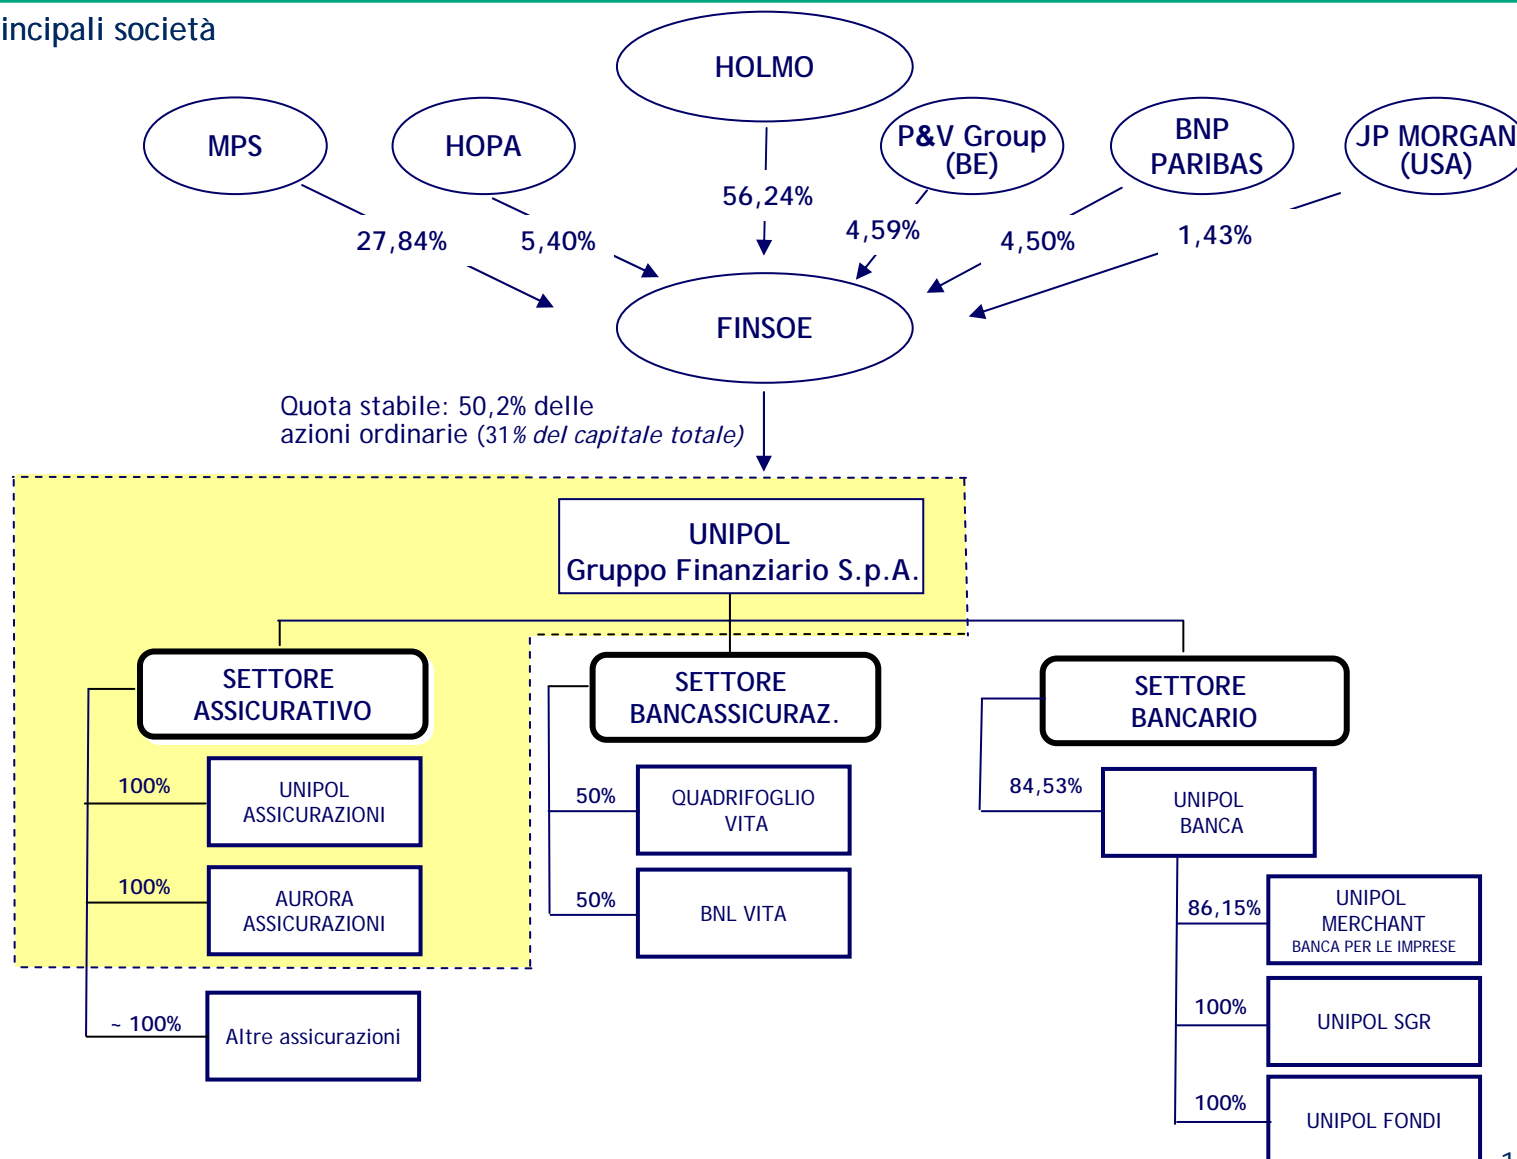 incipali società
HOLMO
MPS
HOPA
P&V Group
(BE)
BNP
PARIBAS
JP MORGAN
(USA)
56,24%
27,84%
5,40%
4,59%
4,50%
1,43%
FINSOE
Quota stabile: 50,2% delle
azioni ordinarie (31% del capitale totale)
UNIPOL
Gruppo Finanziario S.p.A.
SETTORE
ASSICURATIVO
100%
UNIPOL
ASSICURAZIONI
100%
AURORA
ASSICURAZIONI
~ 100%
Altre assicurazioni
SETTORE
BANCASSICURAZ.
50%
QUADRIFOGLIO
VITA
50%
BNL VITA
SETTORE
BANCARIO
84,53%
UNIPOL
BANCA
86,15%
UNIPOL
MERCHANT
BANCA PER LE IMPRESE
100%
UNIPOL SGR
100%
UNIPOL FONDI